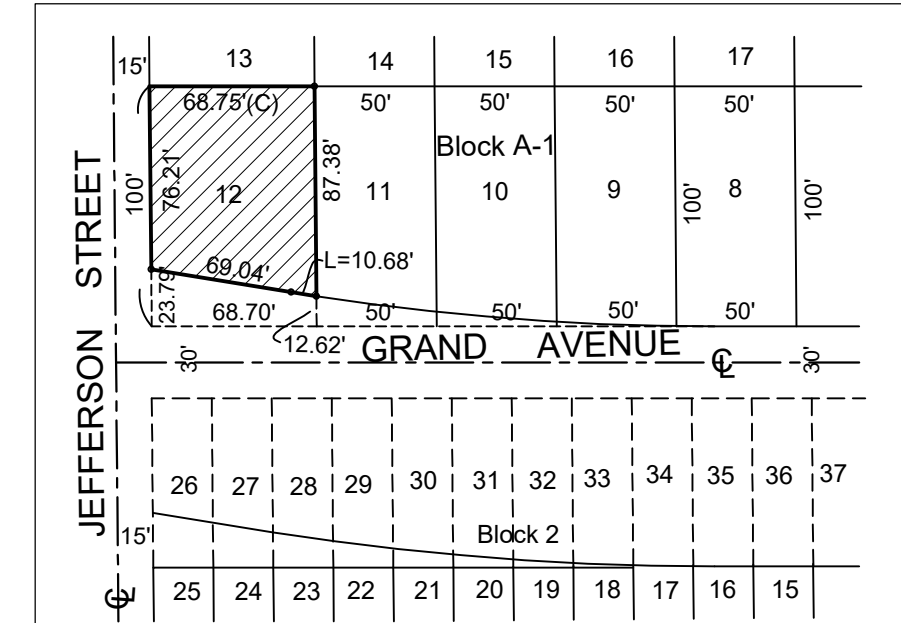 15' 13 14 15 16 17
68.75'(C) 50' 50' 50' 50'
Block A-1
JEFFERSON STREET
100' 76.21' 12 87.38' 11 10 9 100' 8 100'
69.04' L=10.68'
23.79' 68.70' 50' 50' 50' 50'
12.62'
GRAND AVENUE ℄
30' 30'
26 27 28 29 30 31 32 33 34 35 36 37
15' Block 2
℄ 25 24 23 22 21 20 19 18 17 16 15